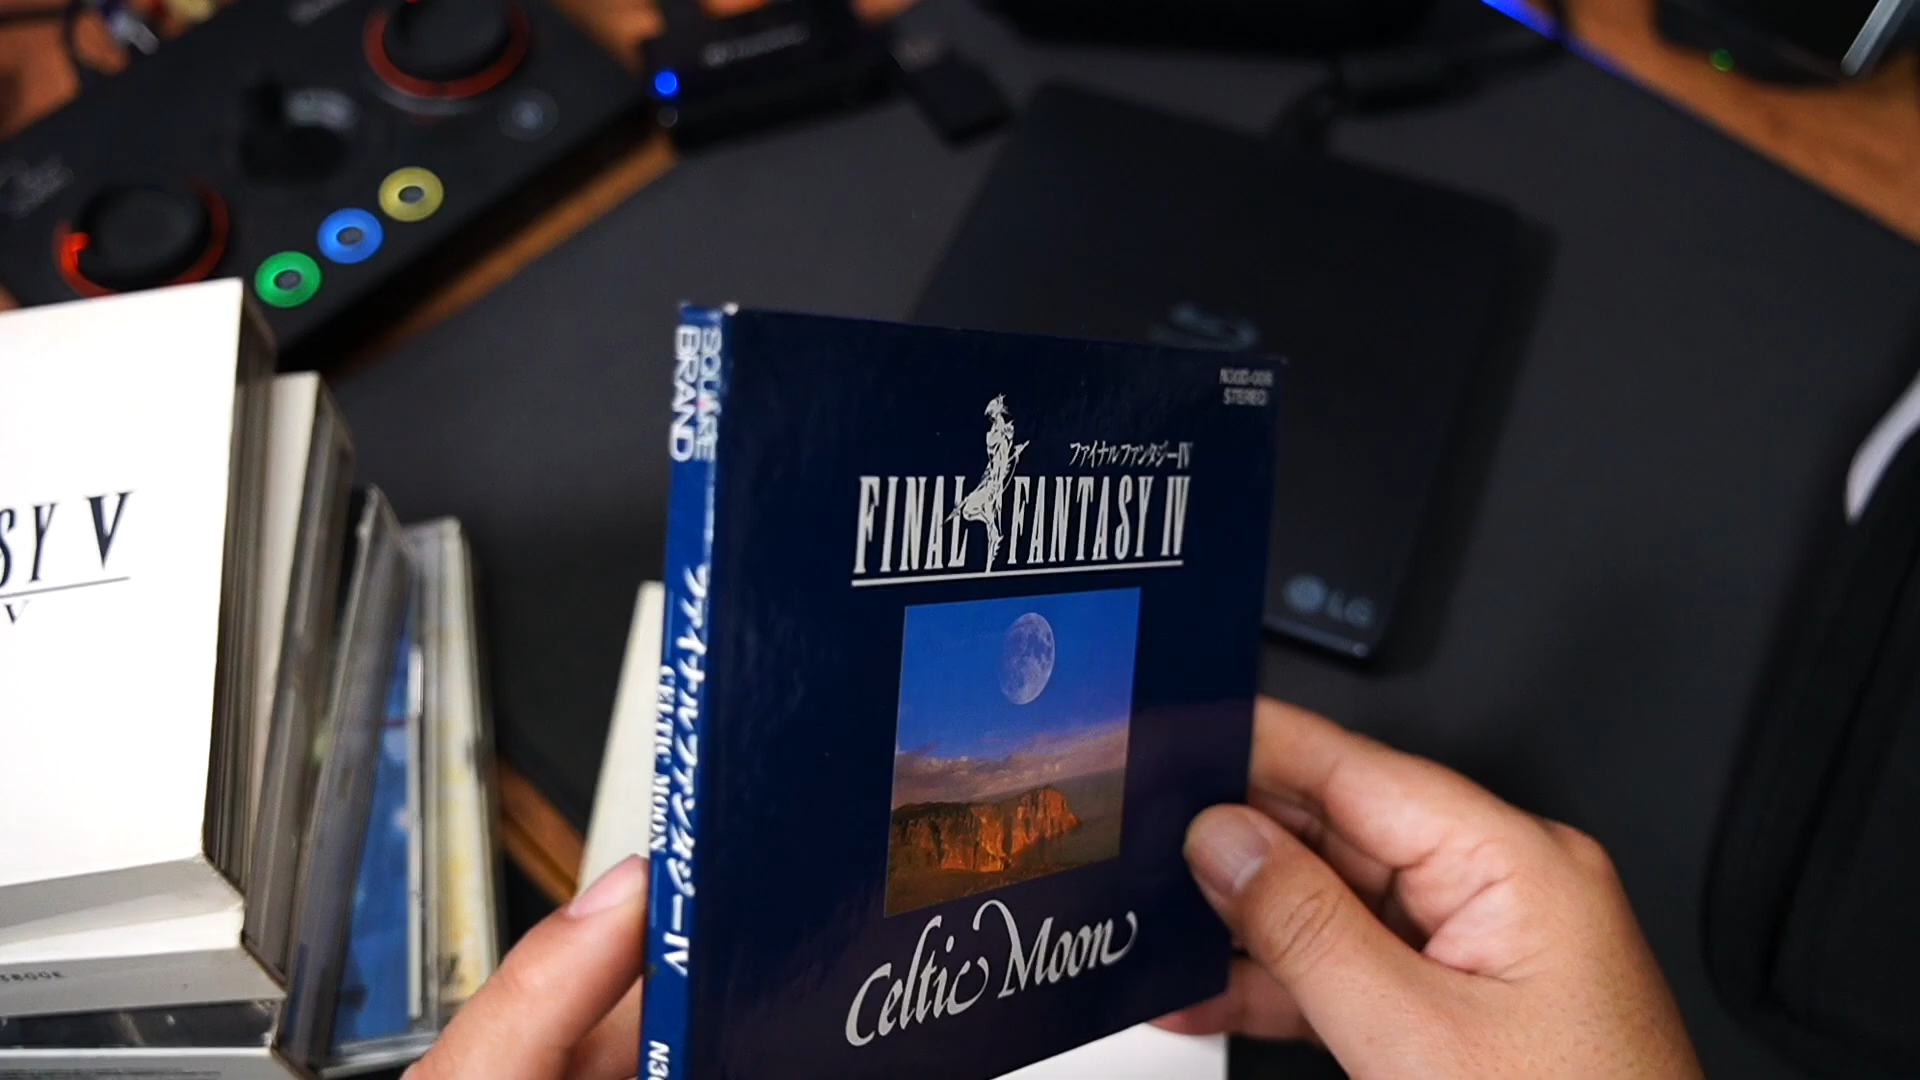 SY V
V
SQUARE
BRAND
ファイナルファンタジーIV
CELTIC MOON
N30
STEREO
ファイナルファンタジーIV
FINAL FANTASY IV
Celtic Moon
LG